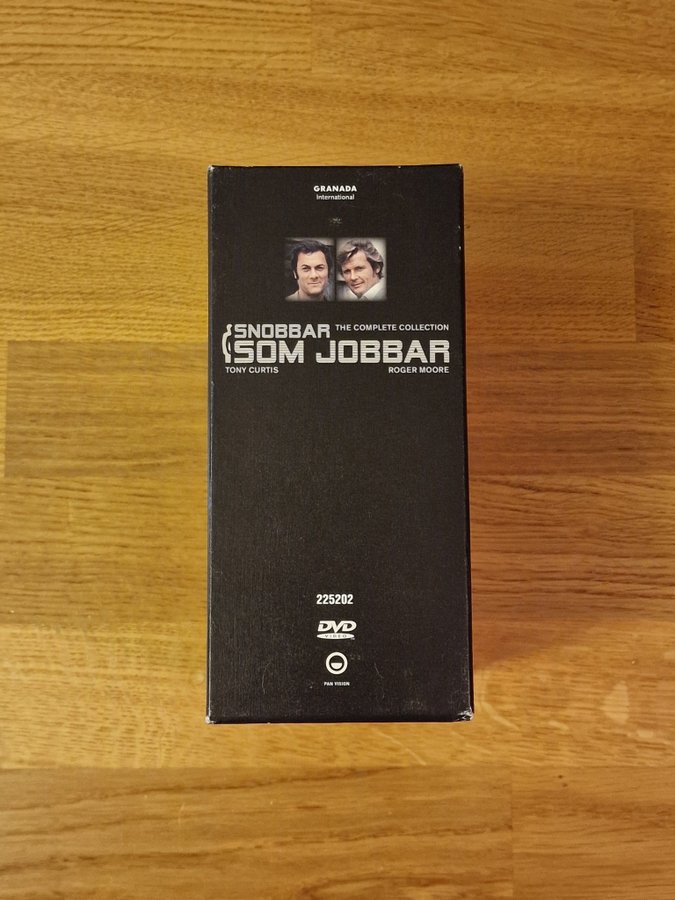 GRANADA
International
SNOBBAR THE COMPLETE COLLECTION
SOM JOBBAR
TONY CURTIS ROGER MOORE
225202
DVD
VIDEO
PAN VISION